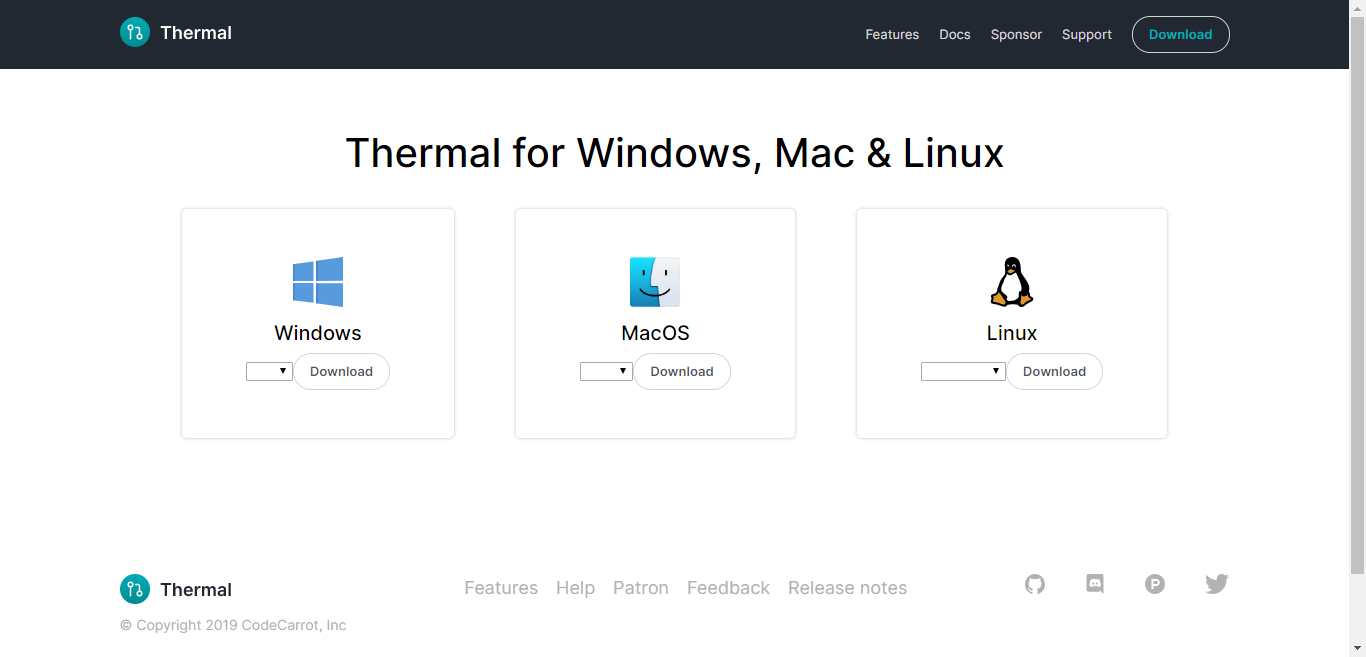 Thermal
Features Docs Sponsor Support Download
Thermal for Windows, Mac & Linux
Windows
Download
MacOS
Download
Linux
Download
Thermal
Features Help Patron Feedback Release notes
© Copyright 2019 CodeCarrot, Inc